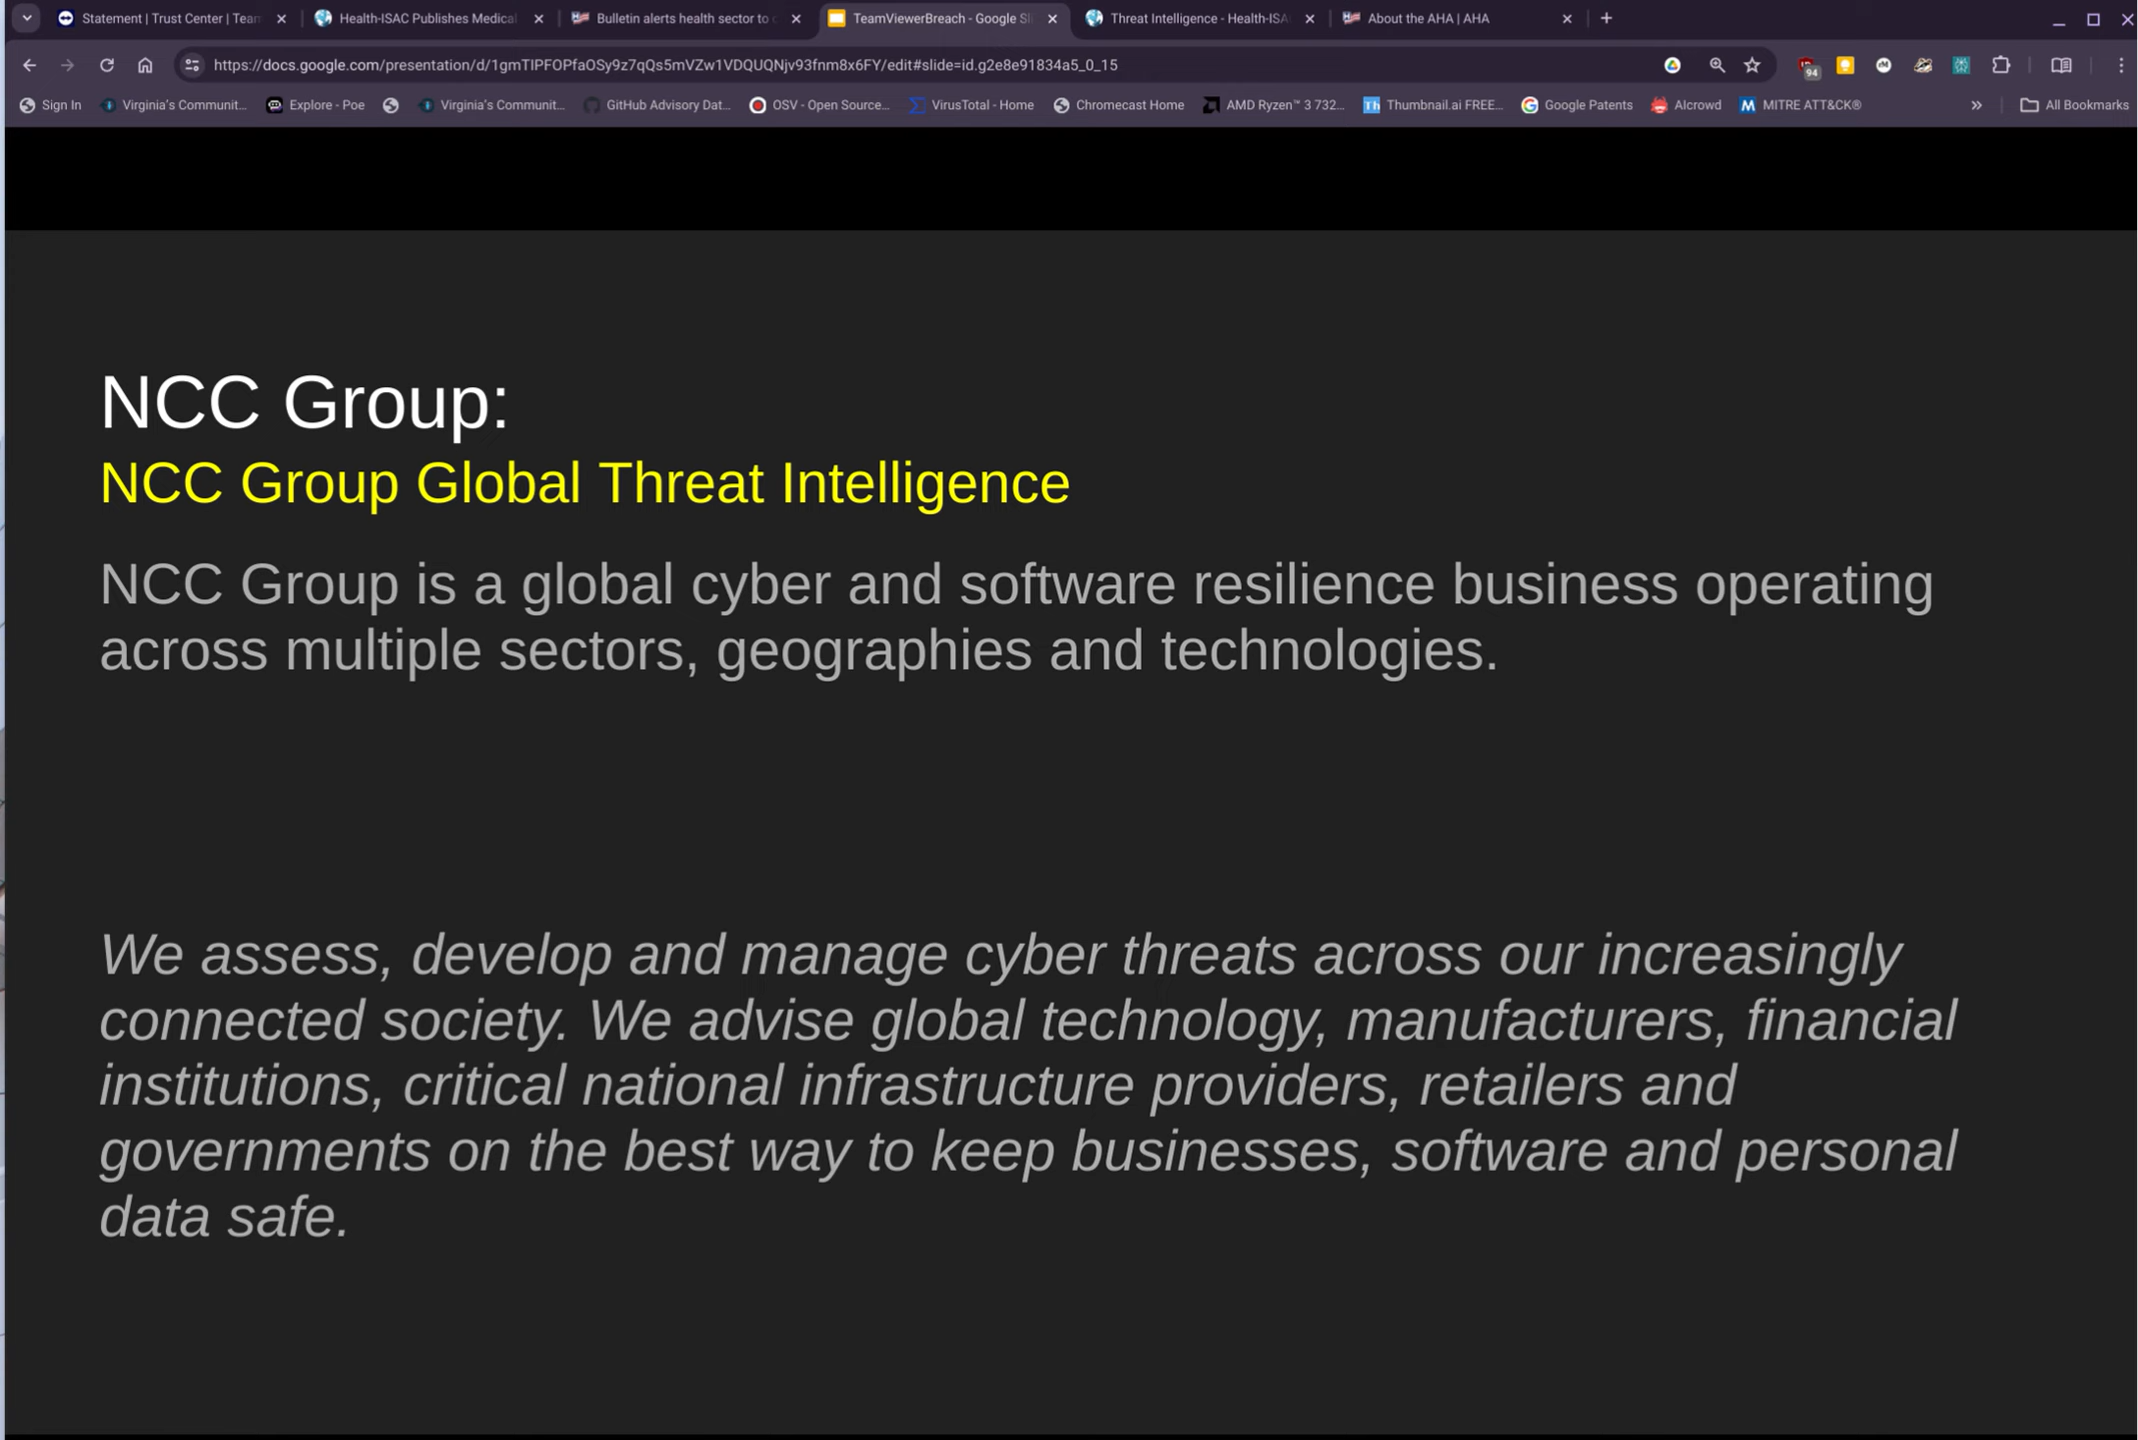 Statement | Trust Center | Team
Health-ISAC Publishes Medical
Bulletin alerts health sector to
TeamViewerBreach - Google Sl
Threat Intelligence - Health-ISA
About the AHA | AHA
https://docs.google.com/presentation/d/1gmTlPFOPfaOSy9z7qQs5mVZw1VDQUQNjv93fnm8x6FY/edit#slide=id.g2e8e91834a5_0_15
94
Sign In
Virginia's Communit...
Explore - Poe
Virginia's Communit...
GitHub Advisory Dat...
OSV - Open Source...
VirusTotal - Home
Chromecast Home
AMD Ryzen™ 3 732...
Th
Thumbnail.ai FREE...
Google Patents
AIcrowd
MITRE ATT&CK®
All Bookmarks
NCC Group:
NCC Group Global Threat Intelligence
NCC Group is a global cyber and software resilience business operating
across multiple sectors, geographies and technologies.
We assess, develop and manage cyber threats across our increasingly
connected society. We advise global technology, manufacturers, financial
institutions, critical national infrastructure providers, retailers and
governments on the best way to keep businesses, software and personal
data safe.